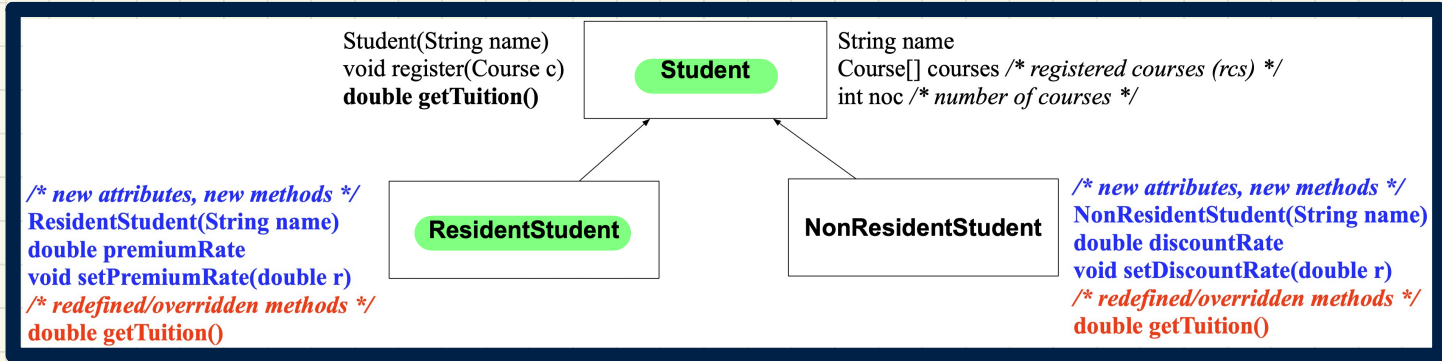 Student(String name)
void register(Course c)
double getTuition()
Student
String name
Course[] courses /* registered courses (rcs) */
int noc /* number of courses */
/* new attributes, new methods */
ResidentStudent(String name)
double premiumRate
void setPremiumRate(double r)
/* redefined/overridden methods */
double getTuition()
ResidentStudent
NonResidentStudent
/* new attributes, new methods */
NonResidentStudent(String name)
double discountRate
void setDiscountRate(double r)
/* redefined/overridden methods */
double getTuition()